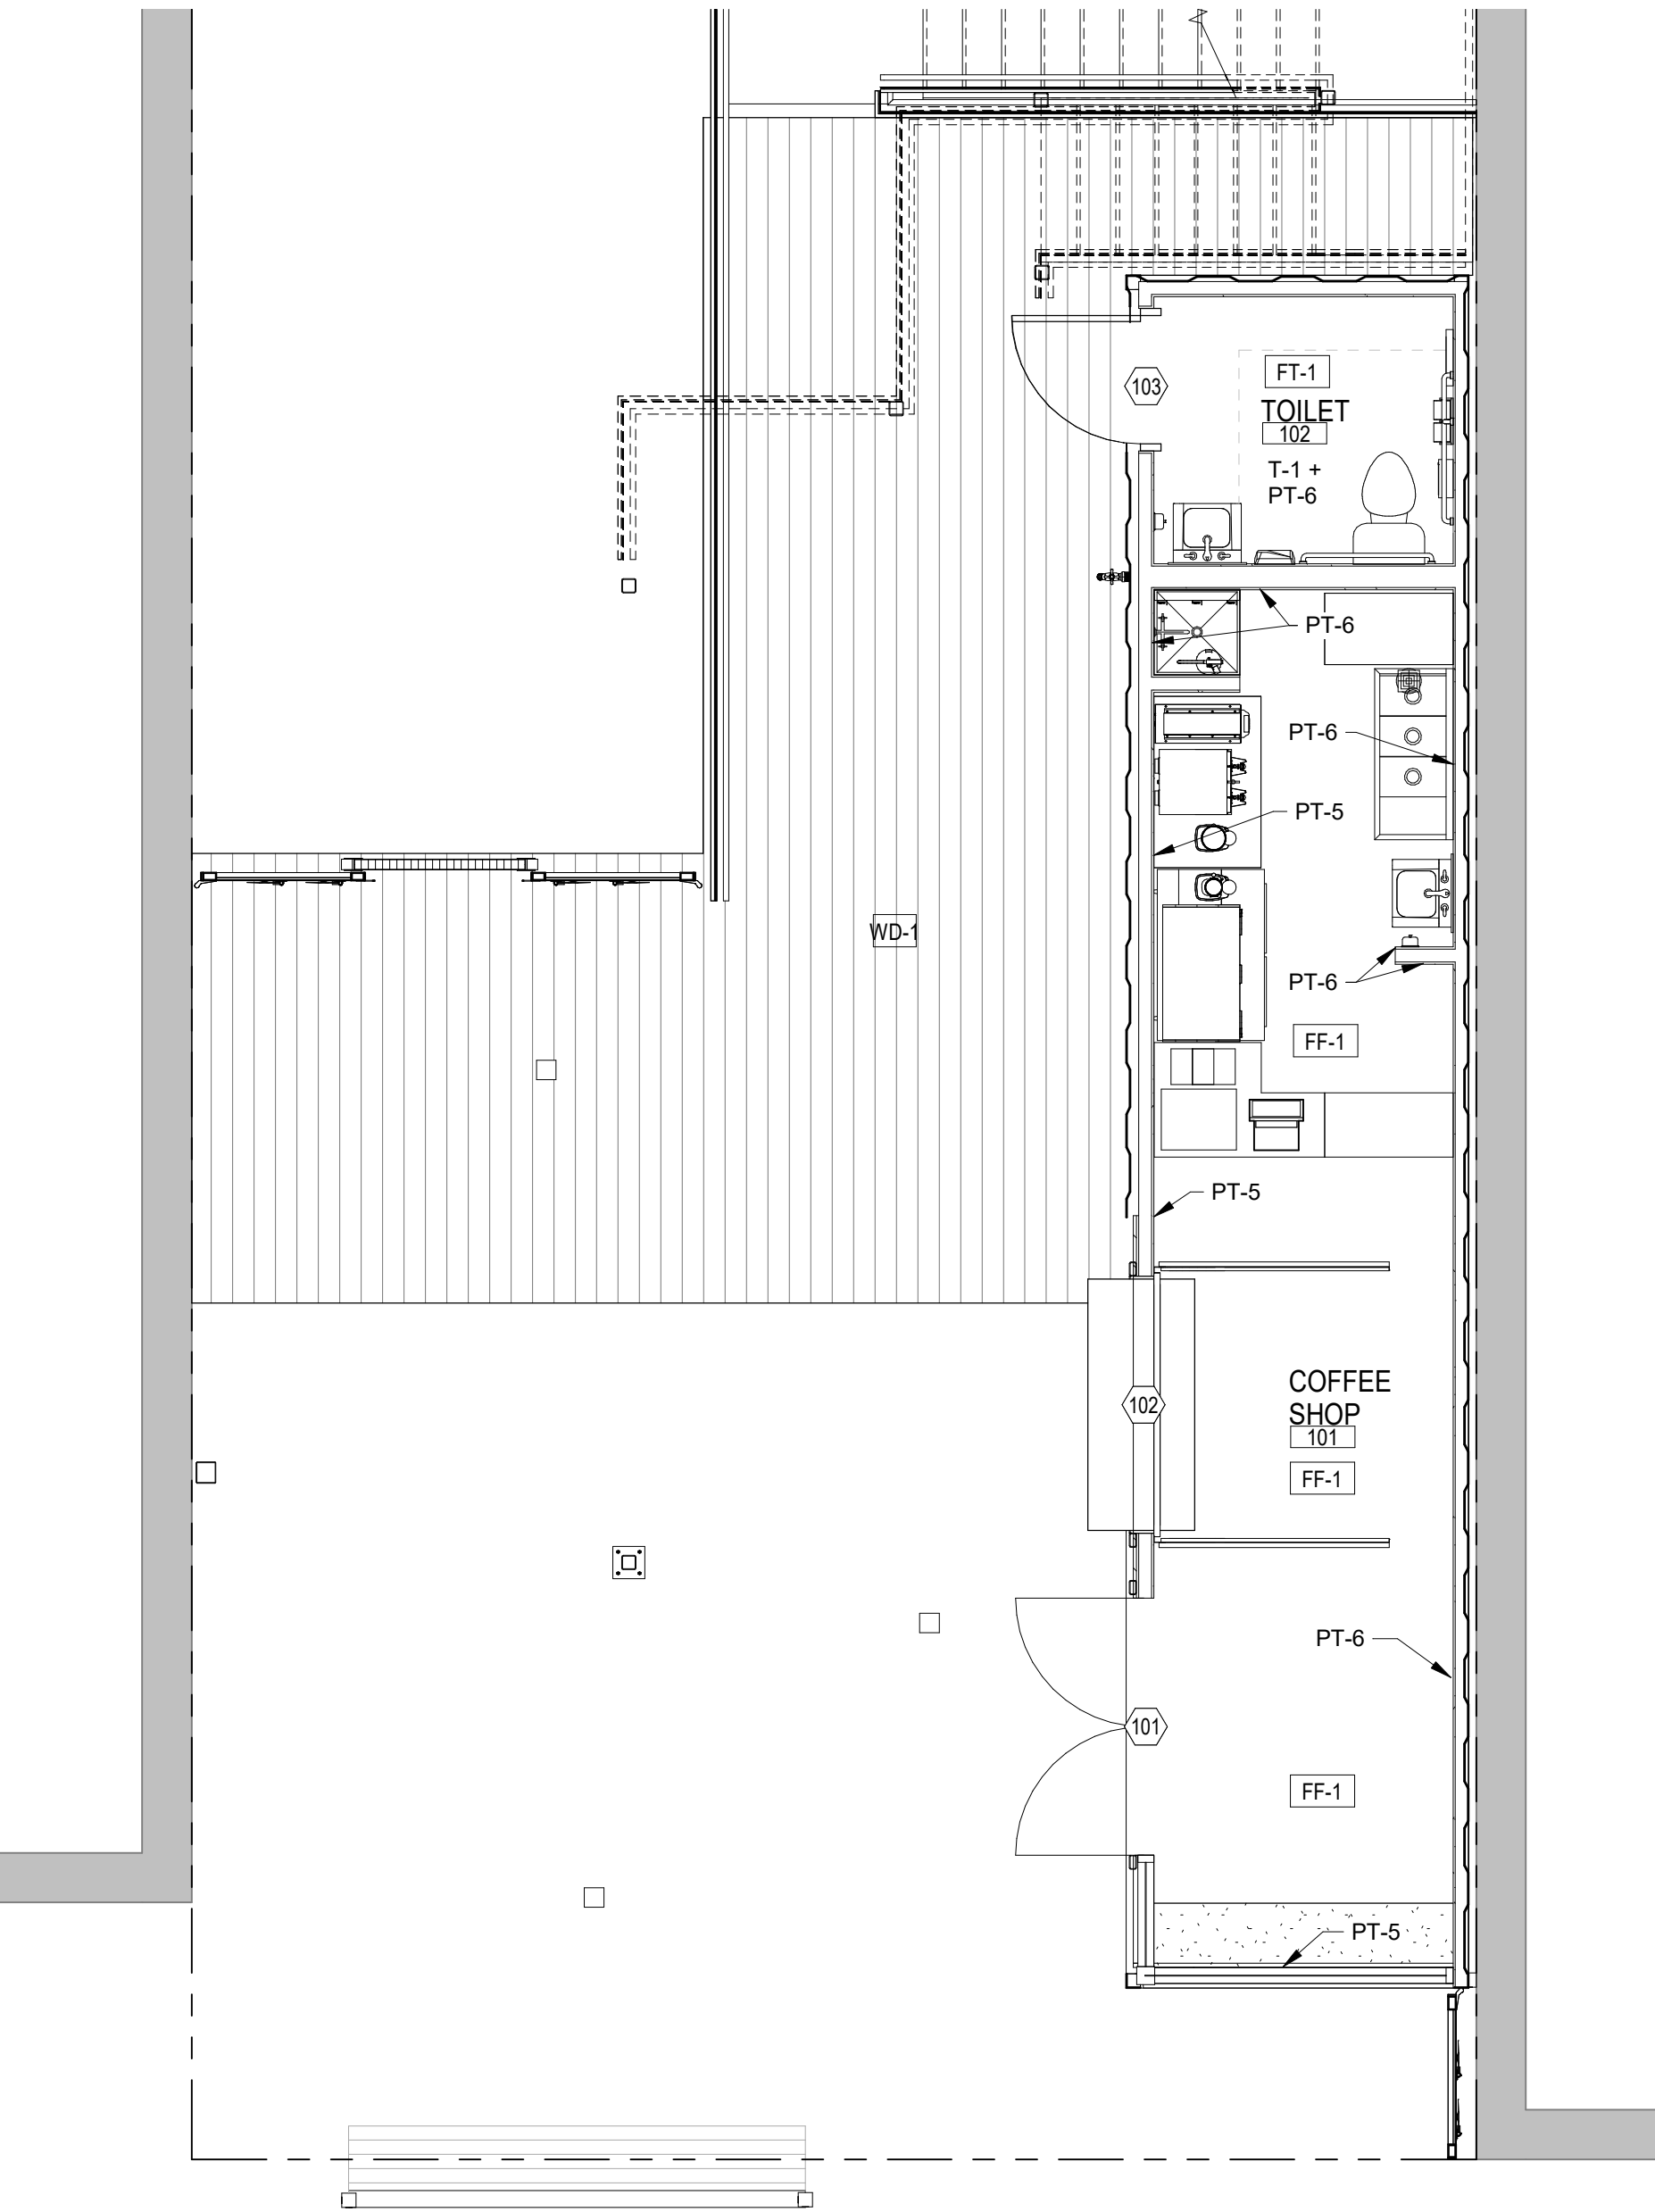 FT-1
103
TOILET
102
T-1 +
PT-6
PT-6
PT-6
PT-5
WD-1
PT-6
FF-1
PT-5
COFFEE
SHOP
102
101
FF-1
PT-6
101
FF-1
PT-5